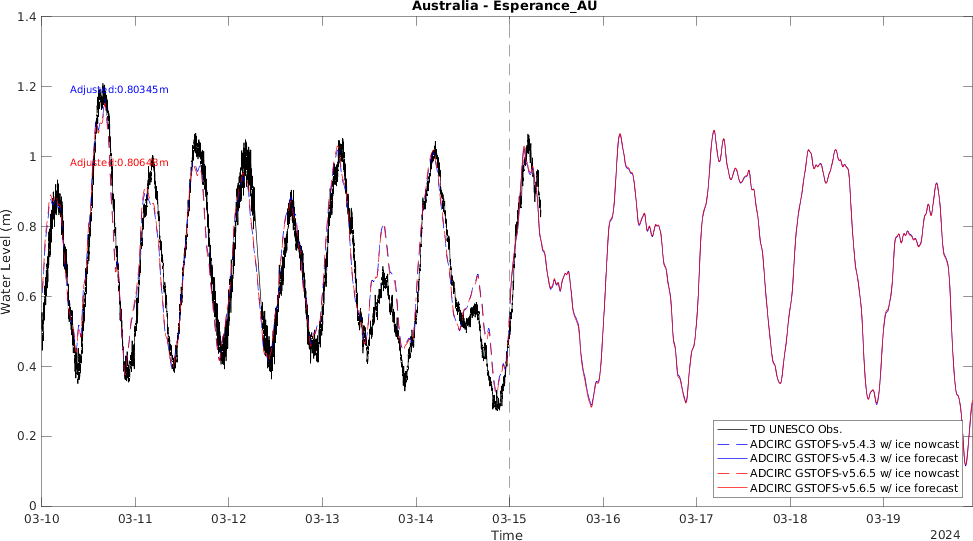 Australia - Esperance_AU
Water Level (m)
1.4
1.2
1
0.8
0.6
0.4
0.2
0
Adjusted:0.80345m
Adjusted:0.80643m
TD UNESCO Obs.
ADCIRC GSTOFS-v5.4.3 w/ ice nowcast
ADCIRC GSTOFS-v5.4.3 w/ ice forecast
ADCIRC GSTOFS-v5.6.5 w/ ice nowcast
ADCIRC GSTOFS-v5.6.5 w/ ice forecast
03-10 03-11 03-12 03-13 03-14 03-15 03-16 03-17 03-18 03-19
Time
2024